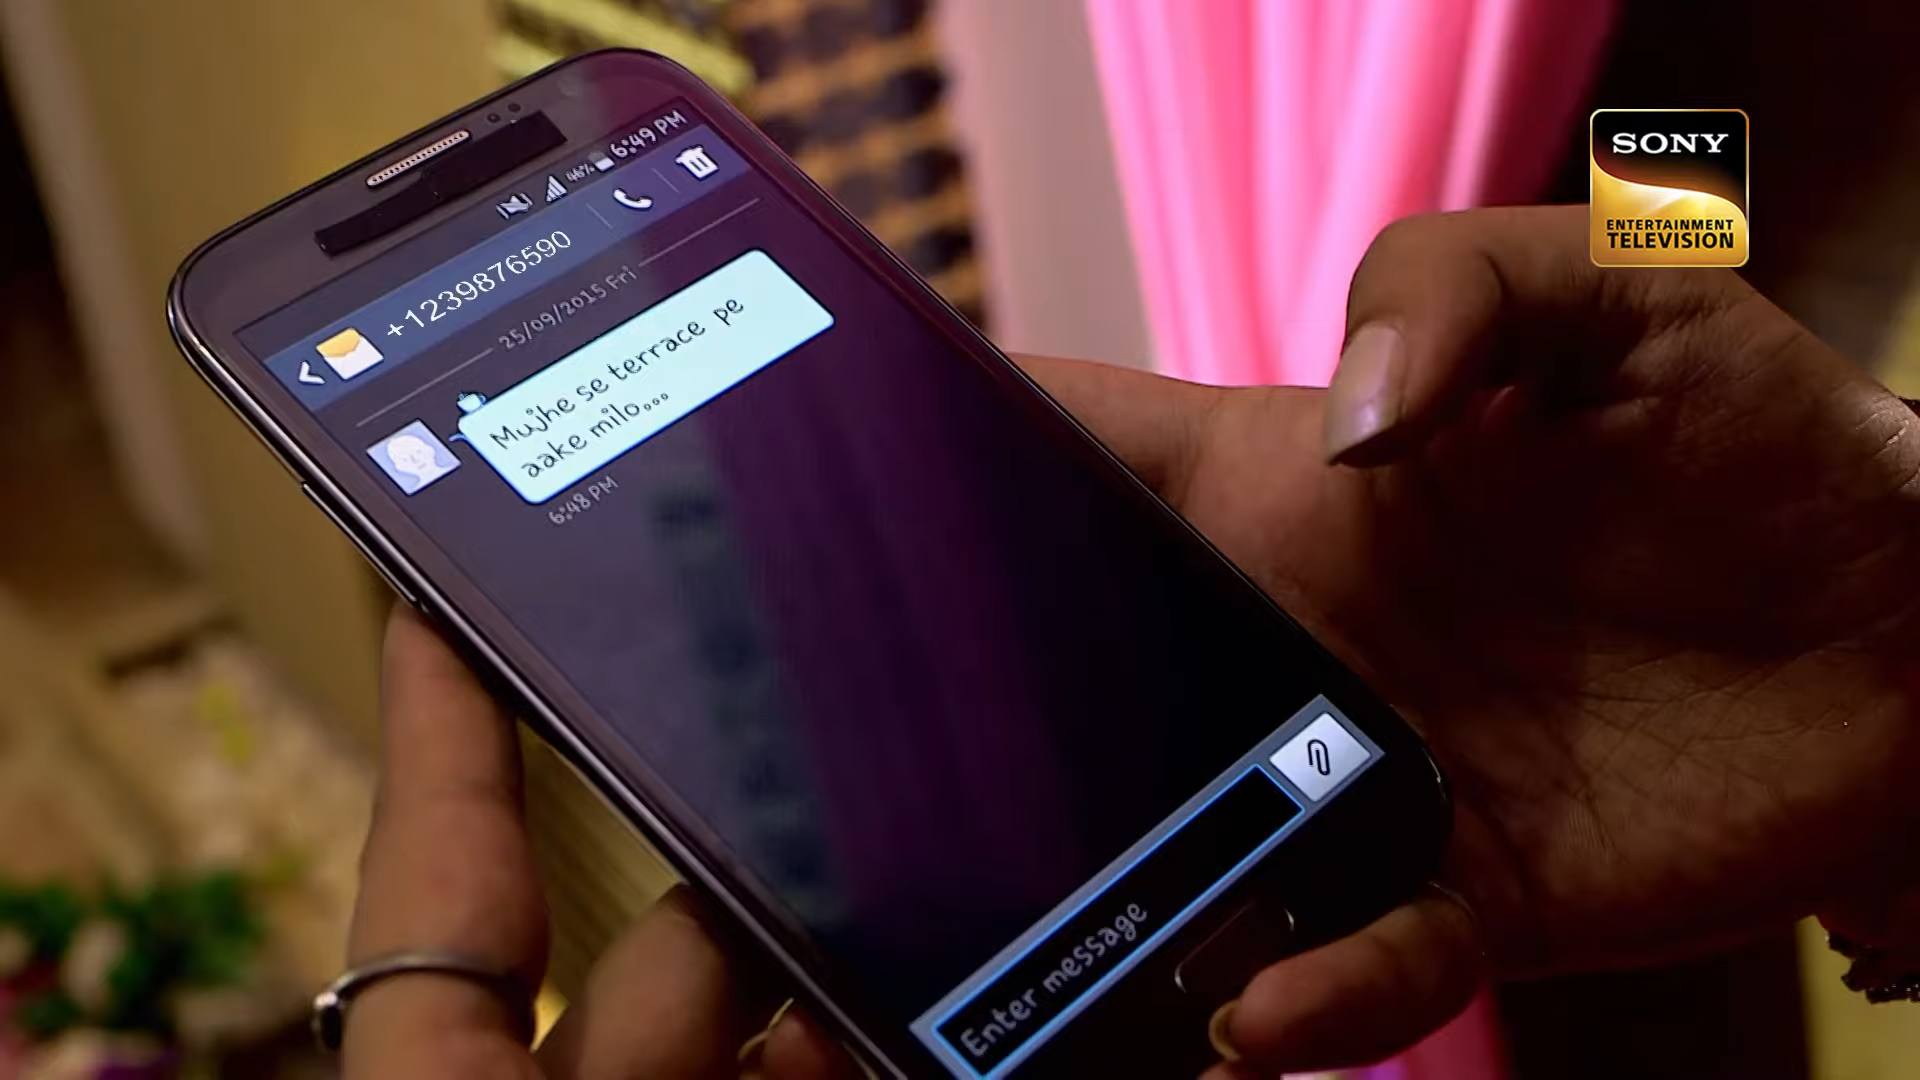 SONY
ENTERTAINMENT
TELEVISION
46% 6:49 PM
+1239876590
25/09/2015 Fri
Mujhe se terrace pe
aake milo...
6:48 PM
Enter message